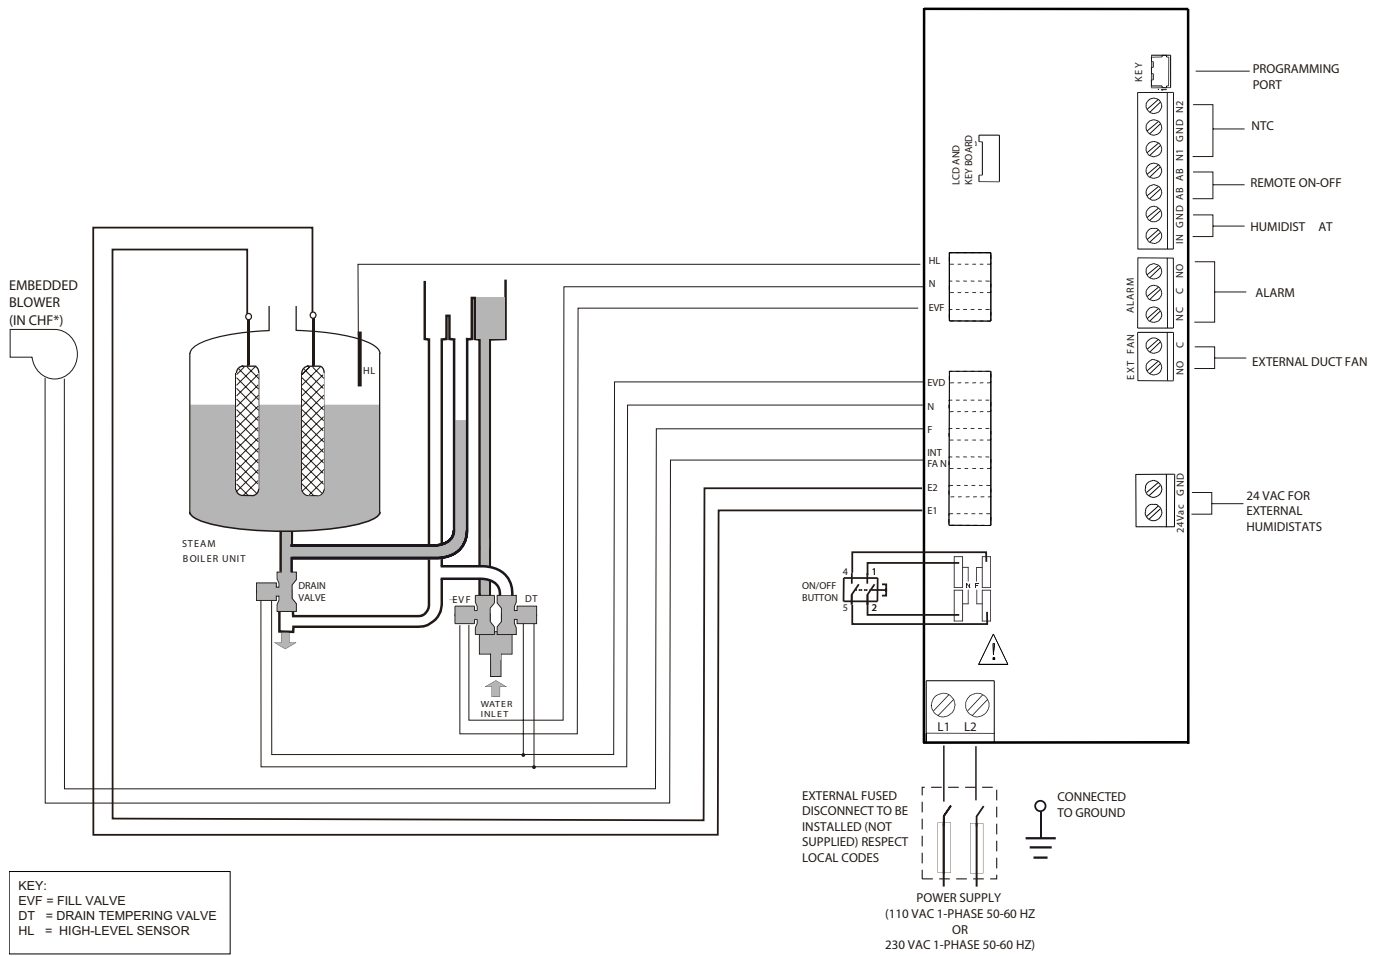 KEY
PROGRAMMING
PORT
N2
GND
N1
NTC
AB
AB
REMOTE ON-OFF
GND
IN
HUMIDIST AT
LCD AND
KEY BOARD
ALARM
NO
C
NC
ALARM
EXT FAN
C
NO
EXTERNAL DUCT FAN
GND
24Vac
24 VAC FOR
EXTERNAL
HUMIDISTATS
HL
N
EVF
EVD
N
F
INT
FAN
E2
E1
EMBEDDED
BLOWER
(IN CHF*)
HL
STEAM
BOILER UNIT
DRAIN
VALVE
EVF
DT
WATER
INLET
ON/OFF
BUTTON
4
1
5
2
N F
!
L1 L2
EXTERNAL FUSED
DISCONNECT TO BE
INSTALLED (NOT
SUPPLIED) RESPECT
LOCAL CODES
CONNECTED
TO GROUND
POWER SUPPLY
(110 VAC 1-PHASE 50-60 HZ
OR
230 VAC 1-PHASE 50-60 HZ)
KEY:
EVF = FILL VALVE
DT = DRAIN TEMPERING VALVE
HL = HIGH-LEVEL SENSOR